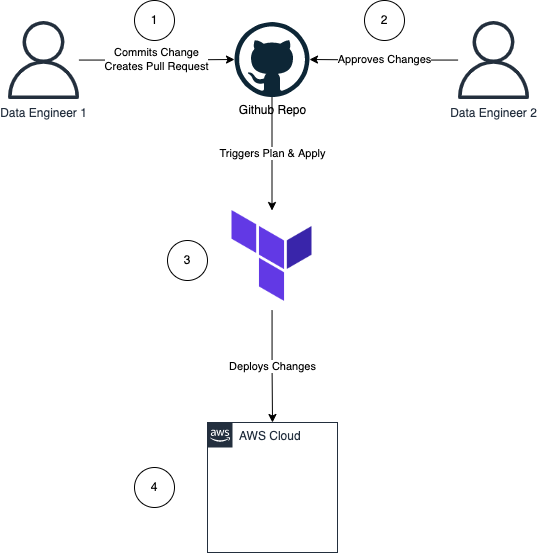 1
2
Commits Change
Creates Pull Request
Approves Changes
Data Engineer 1
Github Repo
Data Engineer 2
Triggers Plan & Apply
3
Deploys Changes
aws
AWS Cloud
4